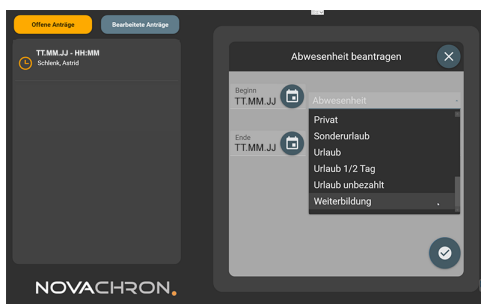 Offene Anträge
Bearbeitete Anträge
TT.MM.JJ - HH:MM
Schlenk, Astrid
Abwesenheit beantragen
Beginn
TT.MM.JJ
Abwesenheit
Ende
TT.MM.JJ
Privat
Sonderurlaub
Urlaub
Urlaub 1/2 Tag
Urlaub unbezahlt
Weiterbildung
NOVACHRON.